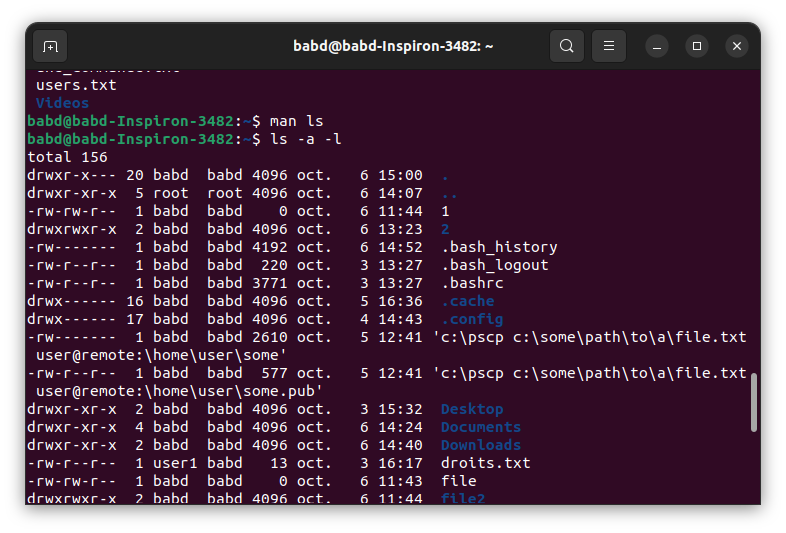 babd@babd-Inspiron-3482: ~
users.txt
Videos
babd@babd-Inspiron-3482:~$ man ls
babd@babd-Inspiron-3482:~$ ls -a -l
total 156
drwxr-x--- 20 babd  babd 4096 oct.   6 15:00  .
drwxr-xr-x  5 root  root 4096 oct.   6 14:07  ..
-rw-rw-r--  1 babd  babd    0 oct.   6 11:44  1
drwxrwxr-x  2 babd  babd 4096 oct.   6 13:23  2
-rw-------  1 babd  babd 4192 oct.   6 14:52  .bash_history
-rw-r--r--  1 babd  babd  220 oct.   3 13:27  .bash_logout
-rw-r--r--  1 babd  babd 3771 oct.   3 13:27  .bashrc
drwx------ 16 babd  babd 4096 oct.   5 16:36  .cache
drwx------ 17 babd  babd 4096 oct.   4 14:43  .config
-rw-------  1 babd  babd 2610 oct.   5 12:41 'c:\pscp c:\some\path\to\a\file.txt
user@remote:\home\user\some'
-rw-r--r--  1 babd  babd  577 oct.   5 12:41 'c:\pscp c:\some\path\to\a\file.txt
user@remote:\home\user\some.pub'
drwxr-xr-x  2 babd  babd 4096 oct.   3 15:32  Desktop
drwxr-xr-x  4 babd  babd 4096 oct.   6 14:24  Documents
drwxr-xr-x  2 babd  babd 4096 oct.   6 14:40  Downloads
-rw-r--r--  1 user1 babd   13 oct.   3 16:17  droits.txt
-rw-rw-r--  1 babd  babd    0 oct.   6 11:43  file
drwxrwxr-x  2 babd  babd 4096 oct.   6 11:44  file2